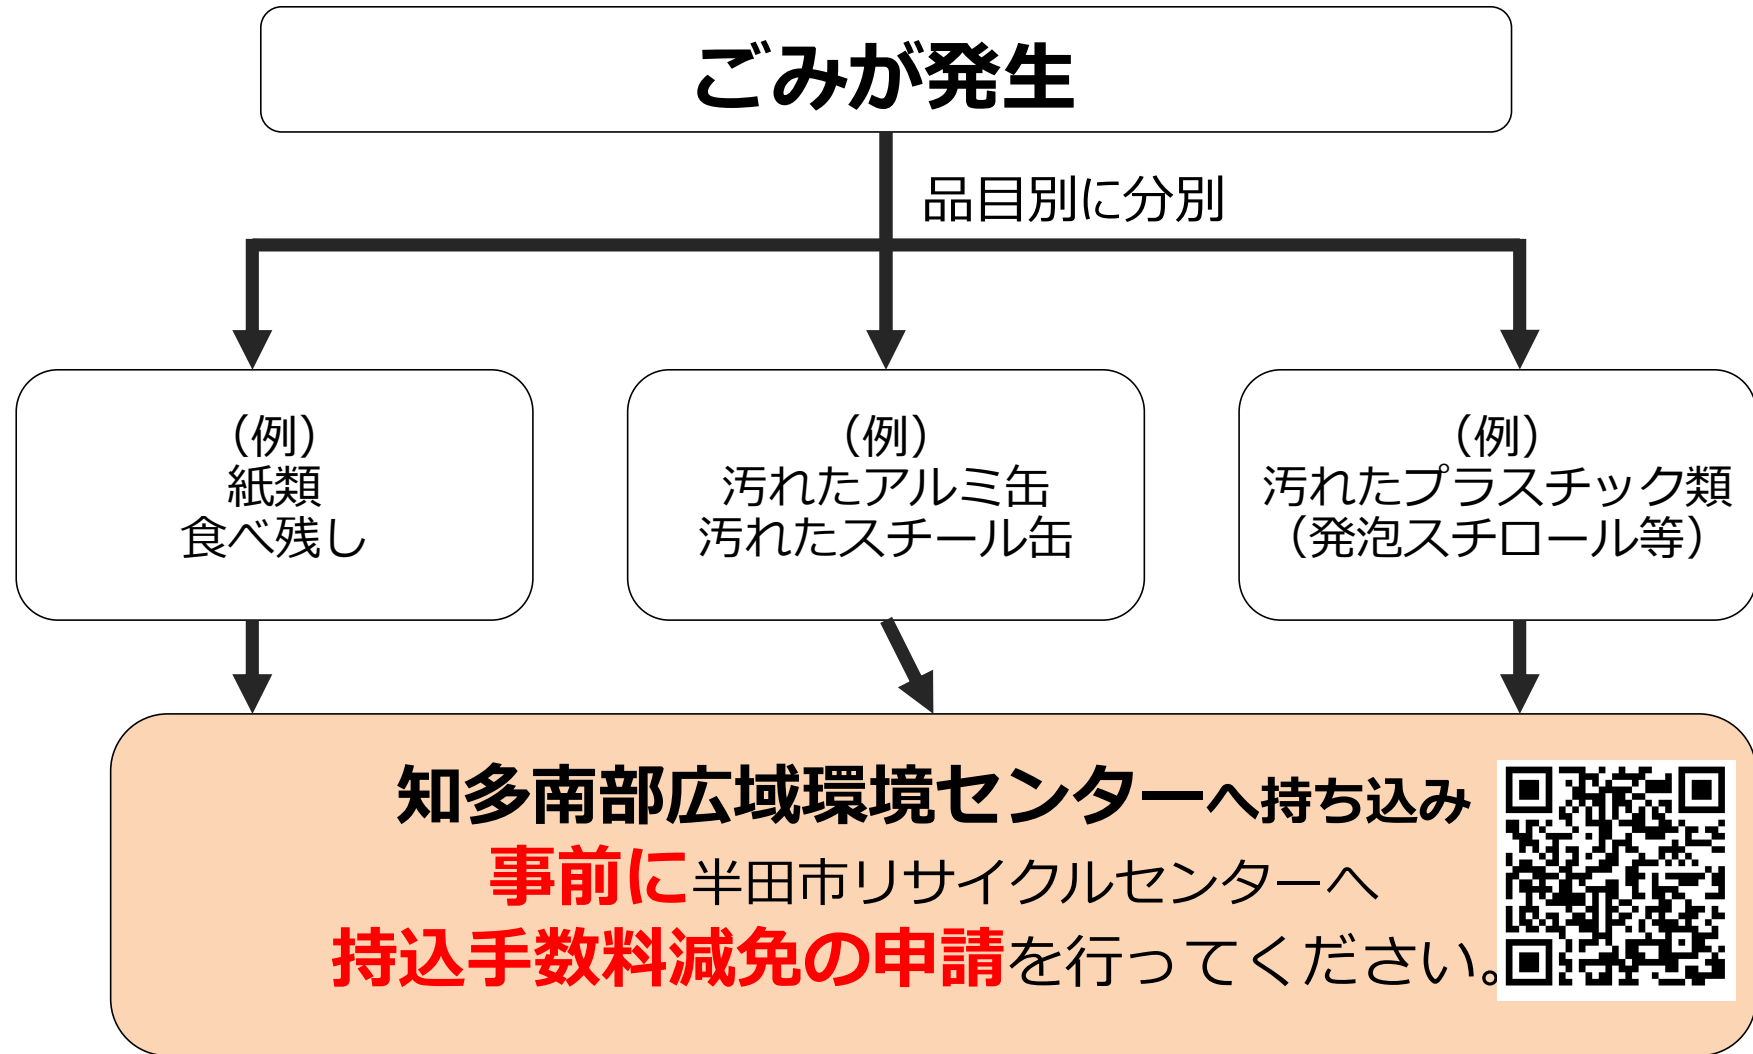 ごみが発生
品目別に分別
（例）
紙類
食べ残し
（例）
汚れたアルミ缶
汚れたスチール缶
（例）
汚れたプラスチック類
（発泡スチロール等）
知多南部広域環境センターへ持ち込み
事前に半田市リサイクルセンターへ
持込手数料減免の申請を行ってください。